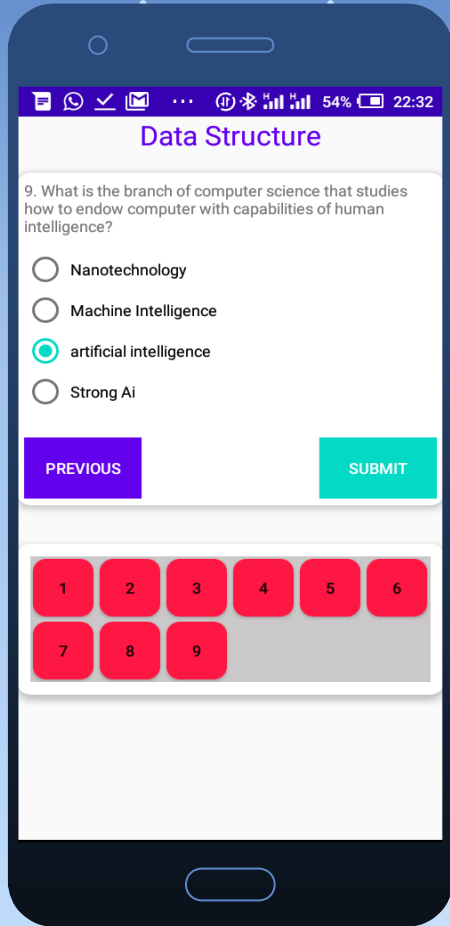 54% 22:32
Data Structure
9. What is the branch of computer science that studies
how to endow computer with capabilities of human
intelligence?
Nanotechnology
Machine Intelligence
artificial intelligence
Strong Ai
PREVIOUS SUBMIT
1 2 3 4 5 6
7 8 9